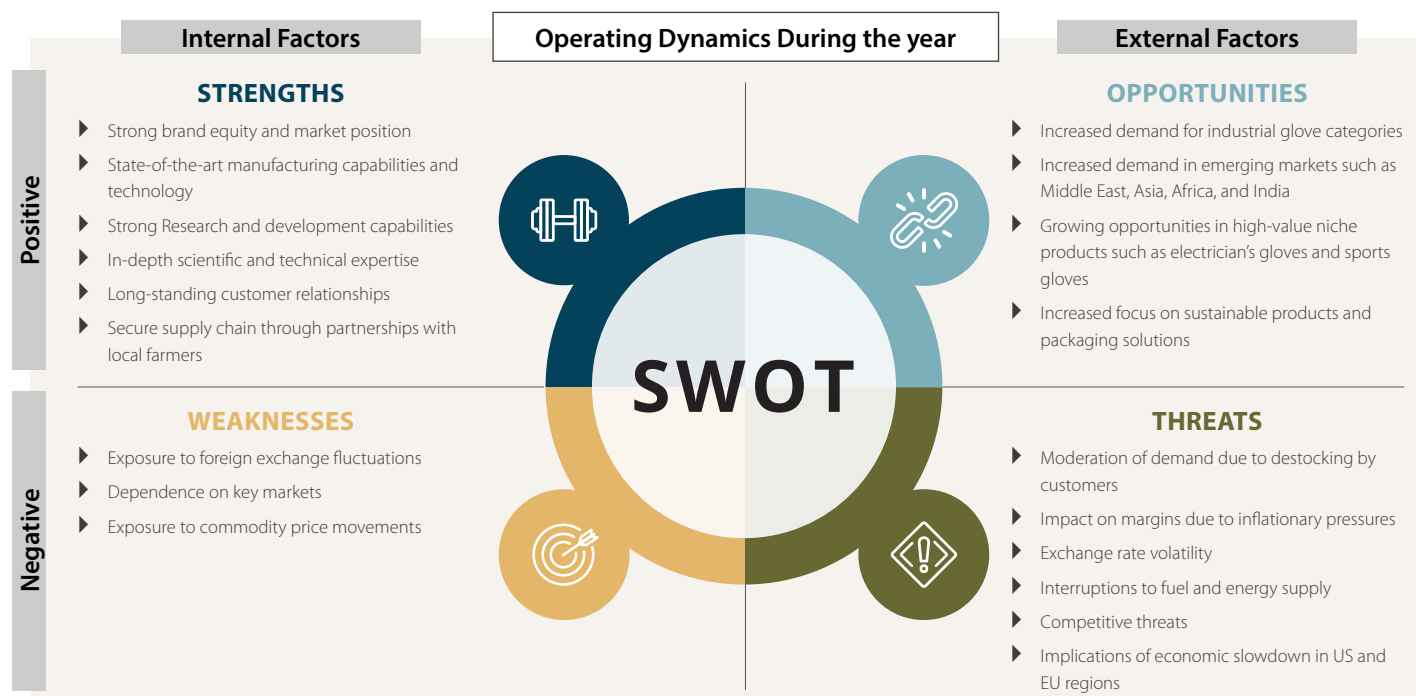 Internal Factors
Operating Dynamics During the year
External Factors
Positive
STRENGTHS
Strong brand equity and market position
State-of-the-art manufacturing capabilities and
technology
Strong Research and development capabilities
In-depth scientific and technical expertise
Long-standing customer relationships
Secure supply chain through partnerships with
local farmers
OPPORTUNITIES
Increased demand for industrial glove categories
Increased demand in emerging markets such as
Middle East, Asia, Africa, and India
Growing opportunities in high-value niche
products such as electrician’s gloves and sports
gloves
Increased focus on sustainable products and
packaging solutions
SWOT
Negative
WEAKNESSES
Exposure to foreign exchange fluctuations
Dependence on key markets
Exposure to commodity price movements
THREATS
Moderation of demand due to destocking by
customers
Impact on margins due to inflationary pressures
Exchange rate volatility
Interruptions to fuel and energy supply
Competitive threats
Implications of economic slowdown in US and
EU regions